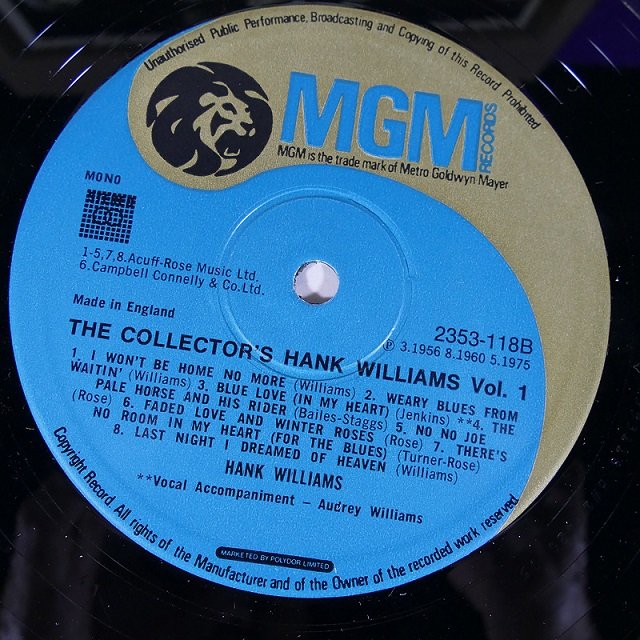 Unauthorised Public Performance, Broadcasting and Copying of this Record Prohibited
MGM
RECORDS
MGM is the trade mark of Metro Goldwyn Mayer
MONO
STEREO
1-5,7,8. Acuff-Rose Music Ltd.
6. Campbell Connelly & Co. Ltd.
Made in England
2353-118B
Ⓟ 3.1956 8.1960 5.1975
THE COLLECTOR'S HANK WILLIAMS Vol. 1
1. I WON'T BE HOME NO MORE (Williams) 2. WEARY BLUES FROM
WAITIN' (Williams) 3. BLUE LOVE (IN MY HEART) (Jenkins) **4. THE
PALE HORSE AND HIS RIDER (Bailes-Staggs) 5. NO NO JOE
(Rose) 6. FADED LOVE AND WINTER ROSES (Rose) 7. THERE'S
NO ROOM IN MY HEART (FOR THE BLUES) (Turner-Rose)
8. LAST NIGHT I DREAMED OF HEAVEN (Williams)
HANK WILLIAMS
**Vocal Accompaniment – Audrey Williams
MARKETED BY POLYDOR LIMITED
Copyright Record. All rights of the Manufacturer and of the Owner of the recorded work reserved